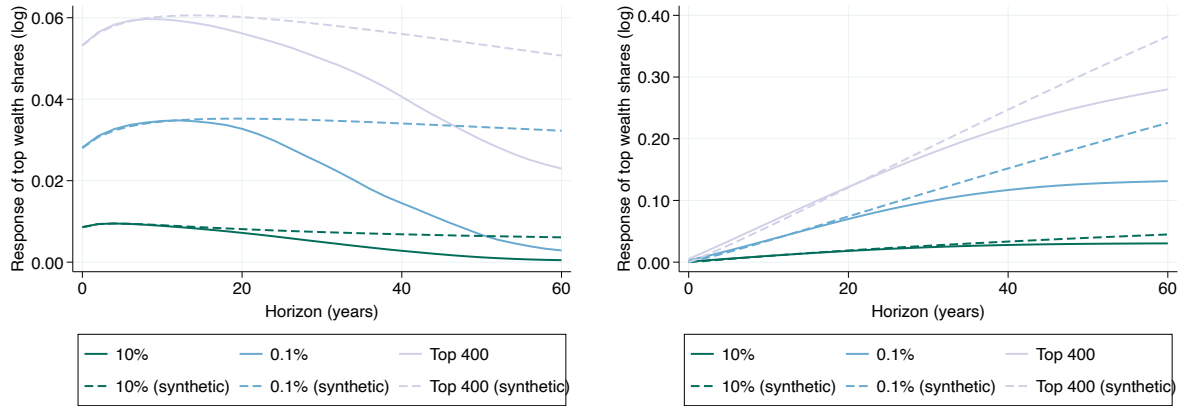 Response of top wealth shares (log)
0.06
0.04
0.02
0.00
0
20
40
60
Horizon (years)
10%
0.1%
Top 400
10% (synthetic)
0.1% (synthetic)
Top 400 (synthetic)
Response of top wealth shares (log)
0.40
0.30
0.20
0.10
0.00
0
20
40
60
Horizon (years)
10%
0.1%
Top 400
10% (synthetic)
0.1% (synthetic)
Top 400 (synthetic)